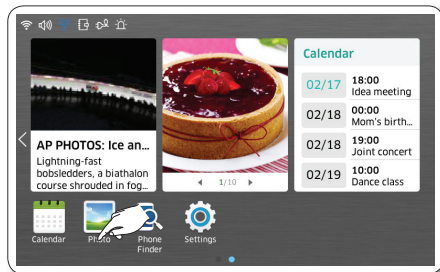 AP PHOTOS: Ice an...
Lightning-fast
bobsledders, a biathalon
course shrouded in fog...
1/10
Calendar
02/17
18:00
Idea meeting
02/18
00:00
Mom's birth...
02/18
19:00
Joint concert
02/19
10:00
Dance class
Calendar
Photo
Phone
Finder
Settings